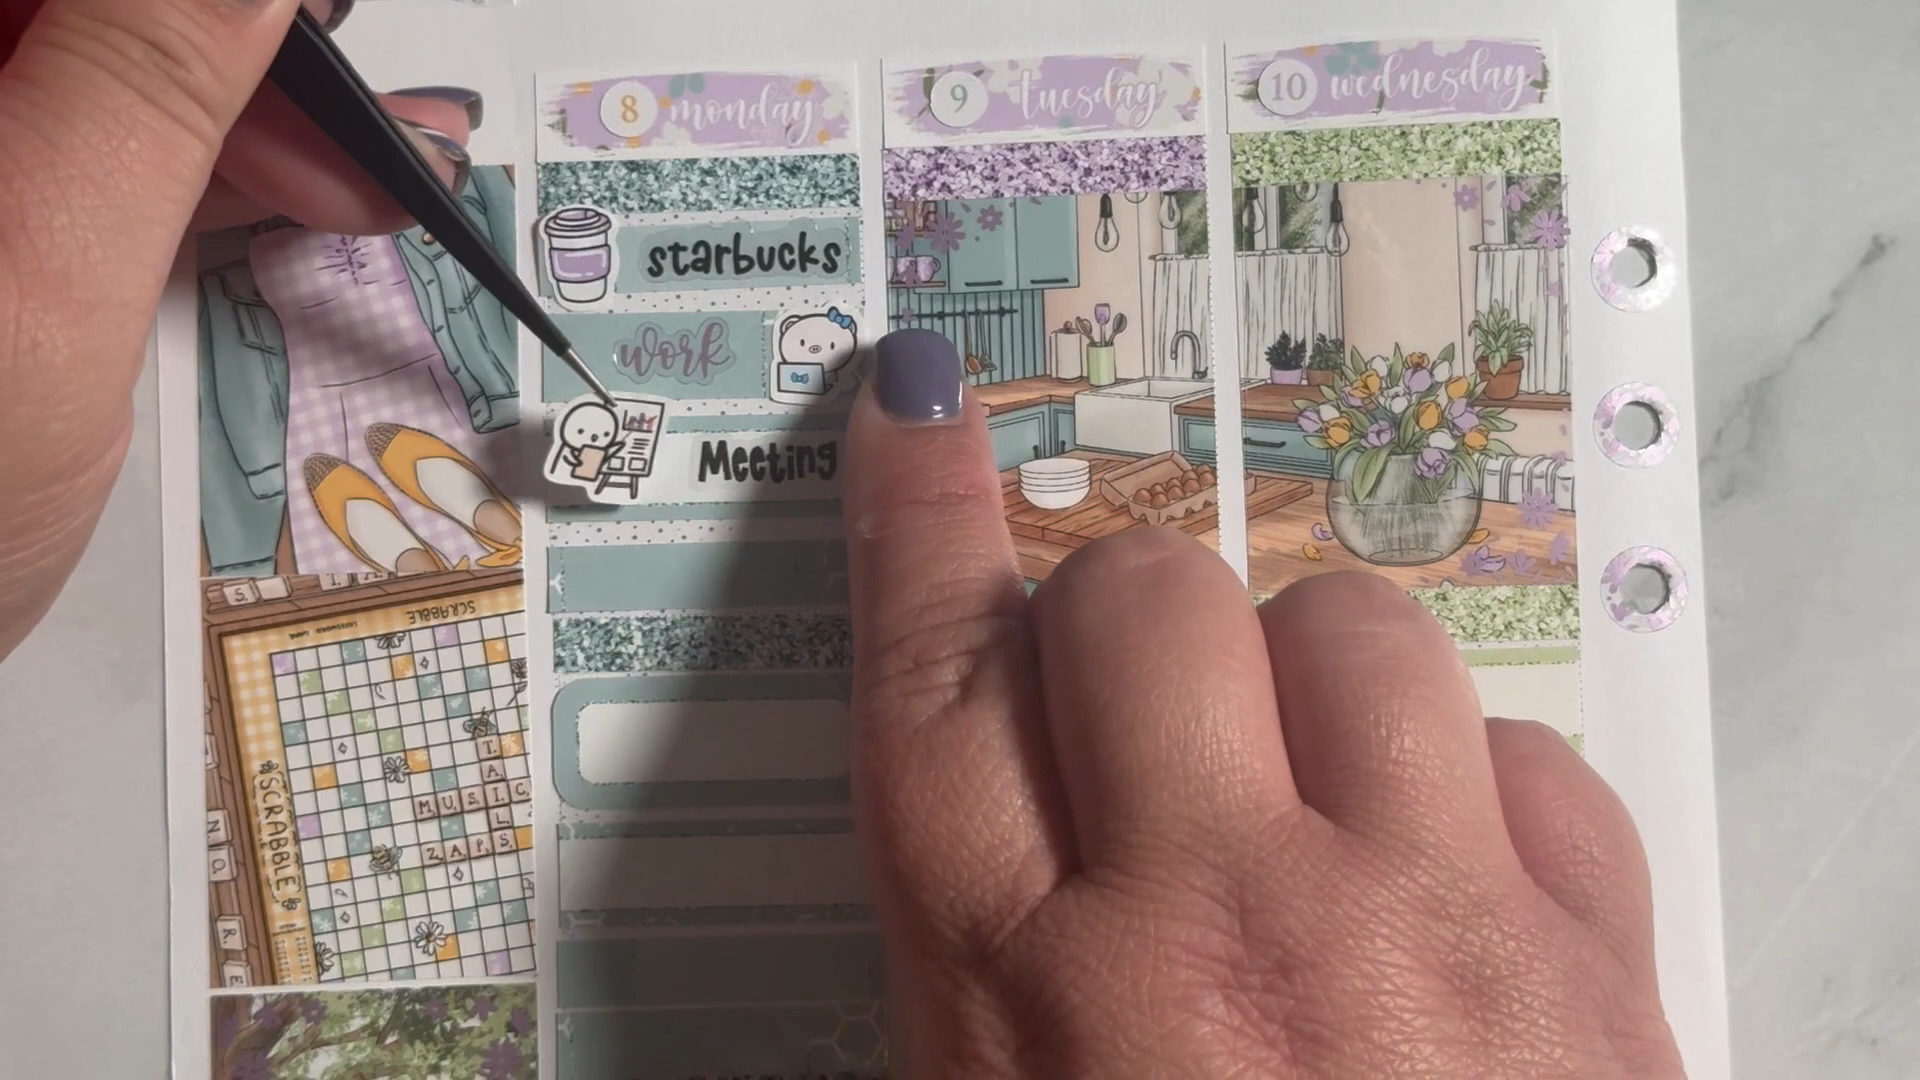 8 monday
9 tuesday
10 wednesday
starbucks
work
Meeting
SCRABBLE
SCRABBLE
MUSIC
ZAPS